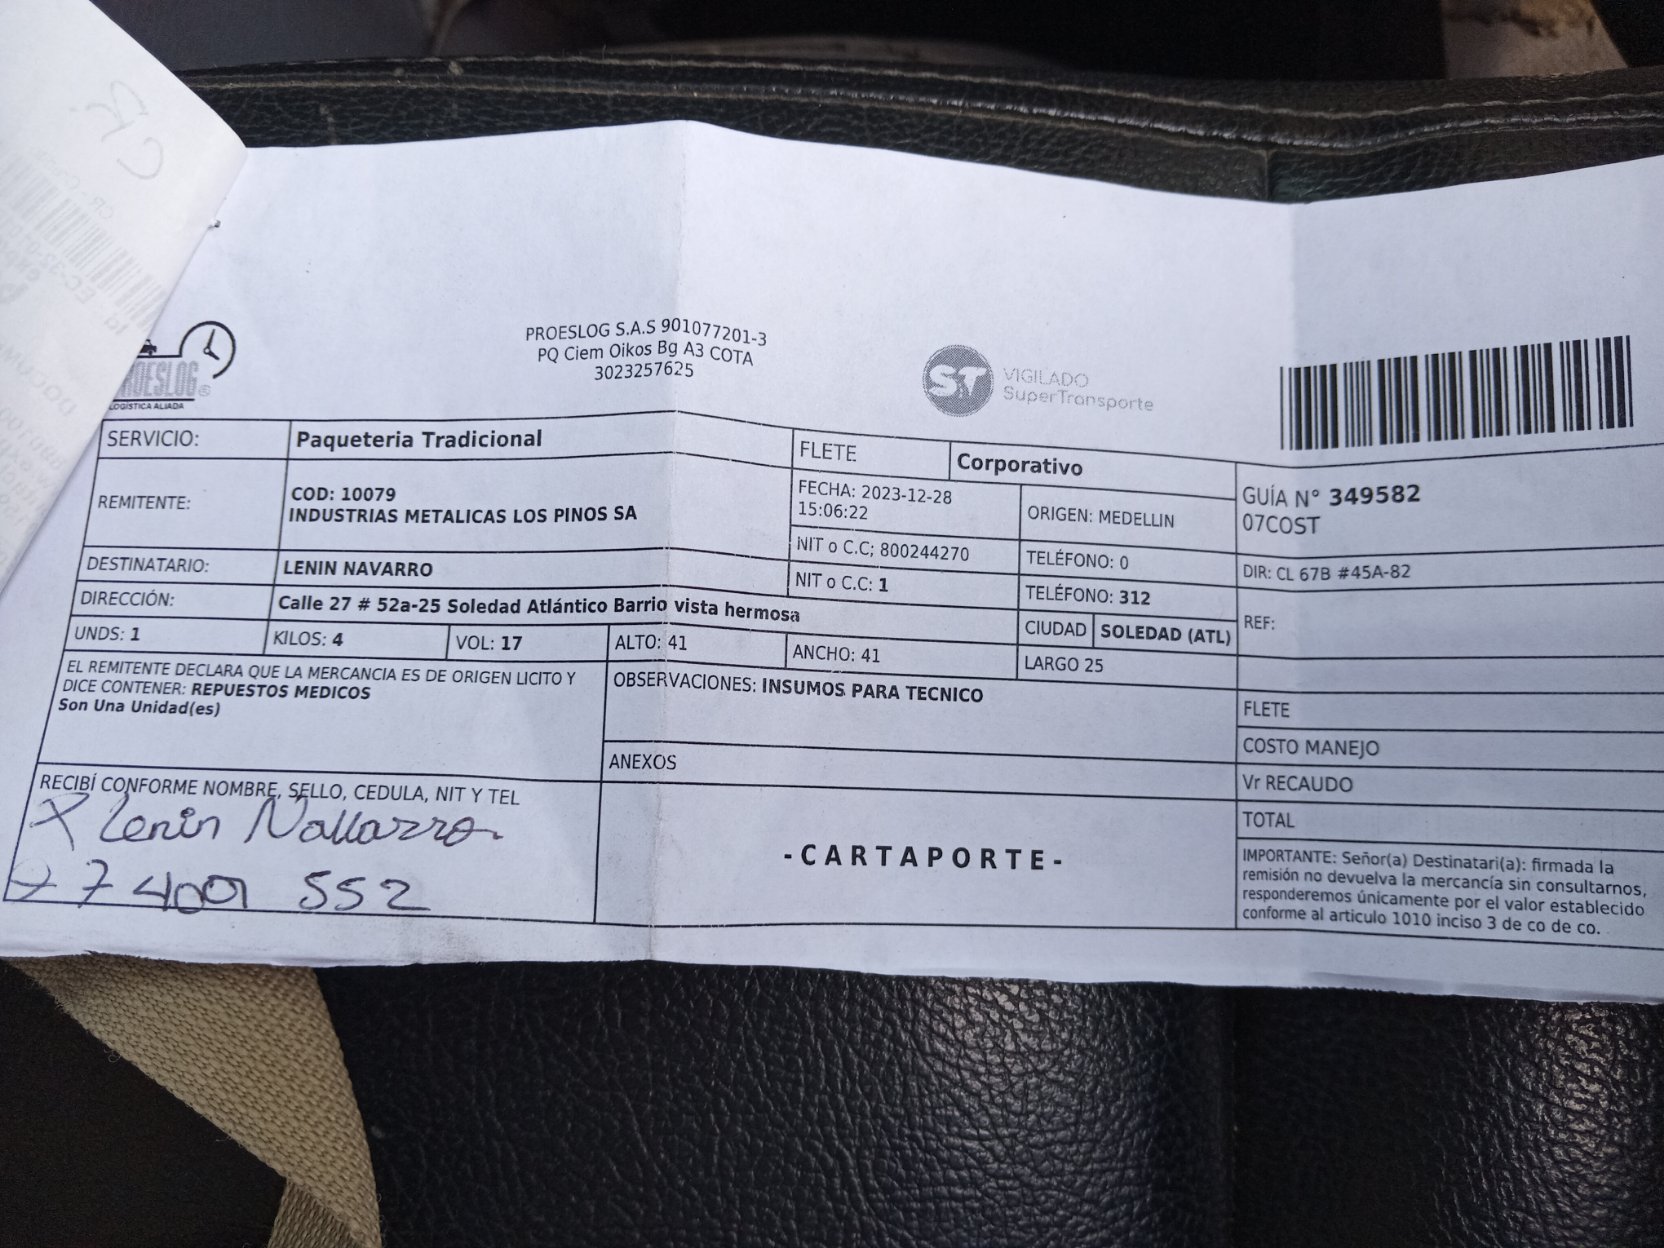 PROESLOG
LOGÍSTICA ALIADA
PROESLOG S.A.S 901077201-3
PQ Ciem Oikos Bg A3 COTA
3023257625
ST VIGILADO
SuperTransporte
SERVICIO: Paqueteria Tradicional
FLETE Corporativo
REMITENTE: COD: 10079
INDUSTRIAS METALICAS LOS PINOS SA
FECHA: 2023-12-28
15:06:22
ORIGEN: MEDELLIN
GUÍA N° 349582
07COST
NIT o C.C; 800244270
TELÉFONO: 0
DIR: CL 67B #45A-82
DESTINATARIO: LENIN NAVARRO
NIT o C.C: 1
TELÉFONO: 312
REF:
DIRECCIÓN: Calle 27 # 52a-25 Soledad Atlántico Barrio vista hermosa
CIUDAD SOLEDAD (ATL)
UNDS: 1 KILOS: 4 VOL: 17 ALTO: 41 ANCHO: 41 LARGO 25
EL REMITENTE DECLARA QUE LA MERCANCIA ES DE ORIGEN LICITO Y
DICE CONTENER: REPUESTOS MEDICOS
Son Una Unidad(es)
OBSERVACIONES: INSUMOS PARA TECNICO
ANEXOS
FLETE
COSTO MANEJO
Vr RECAUDO
TOTAL
RECIBÍ CONFORME NOMBRE, SELLO, CEDULA, NIT Y TEL
X Lenin Navarro
-CARTAPORTE-
IMPORTANTE: Señor(a) Destinatari(a): firmada la
remisión no devuelva la mercancía sin consultarnos,
responderemos únicamente por el valor establecido
conforme al articulo 1010 inciso 3 de co de co.